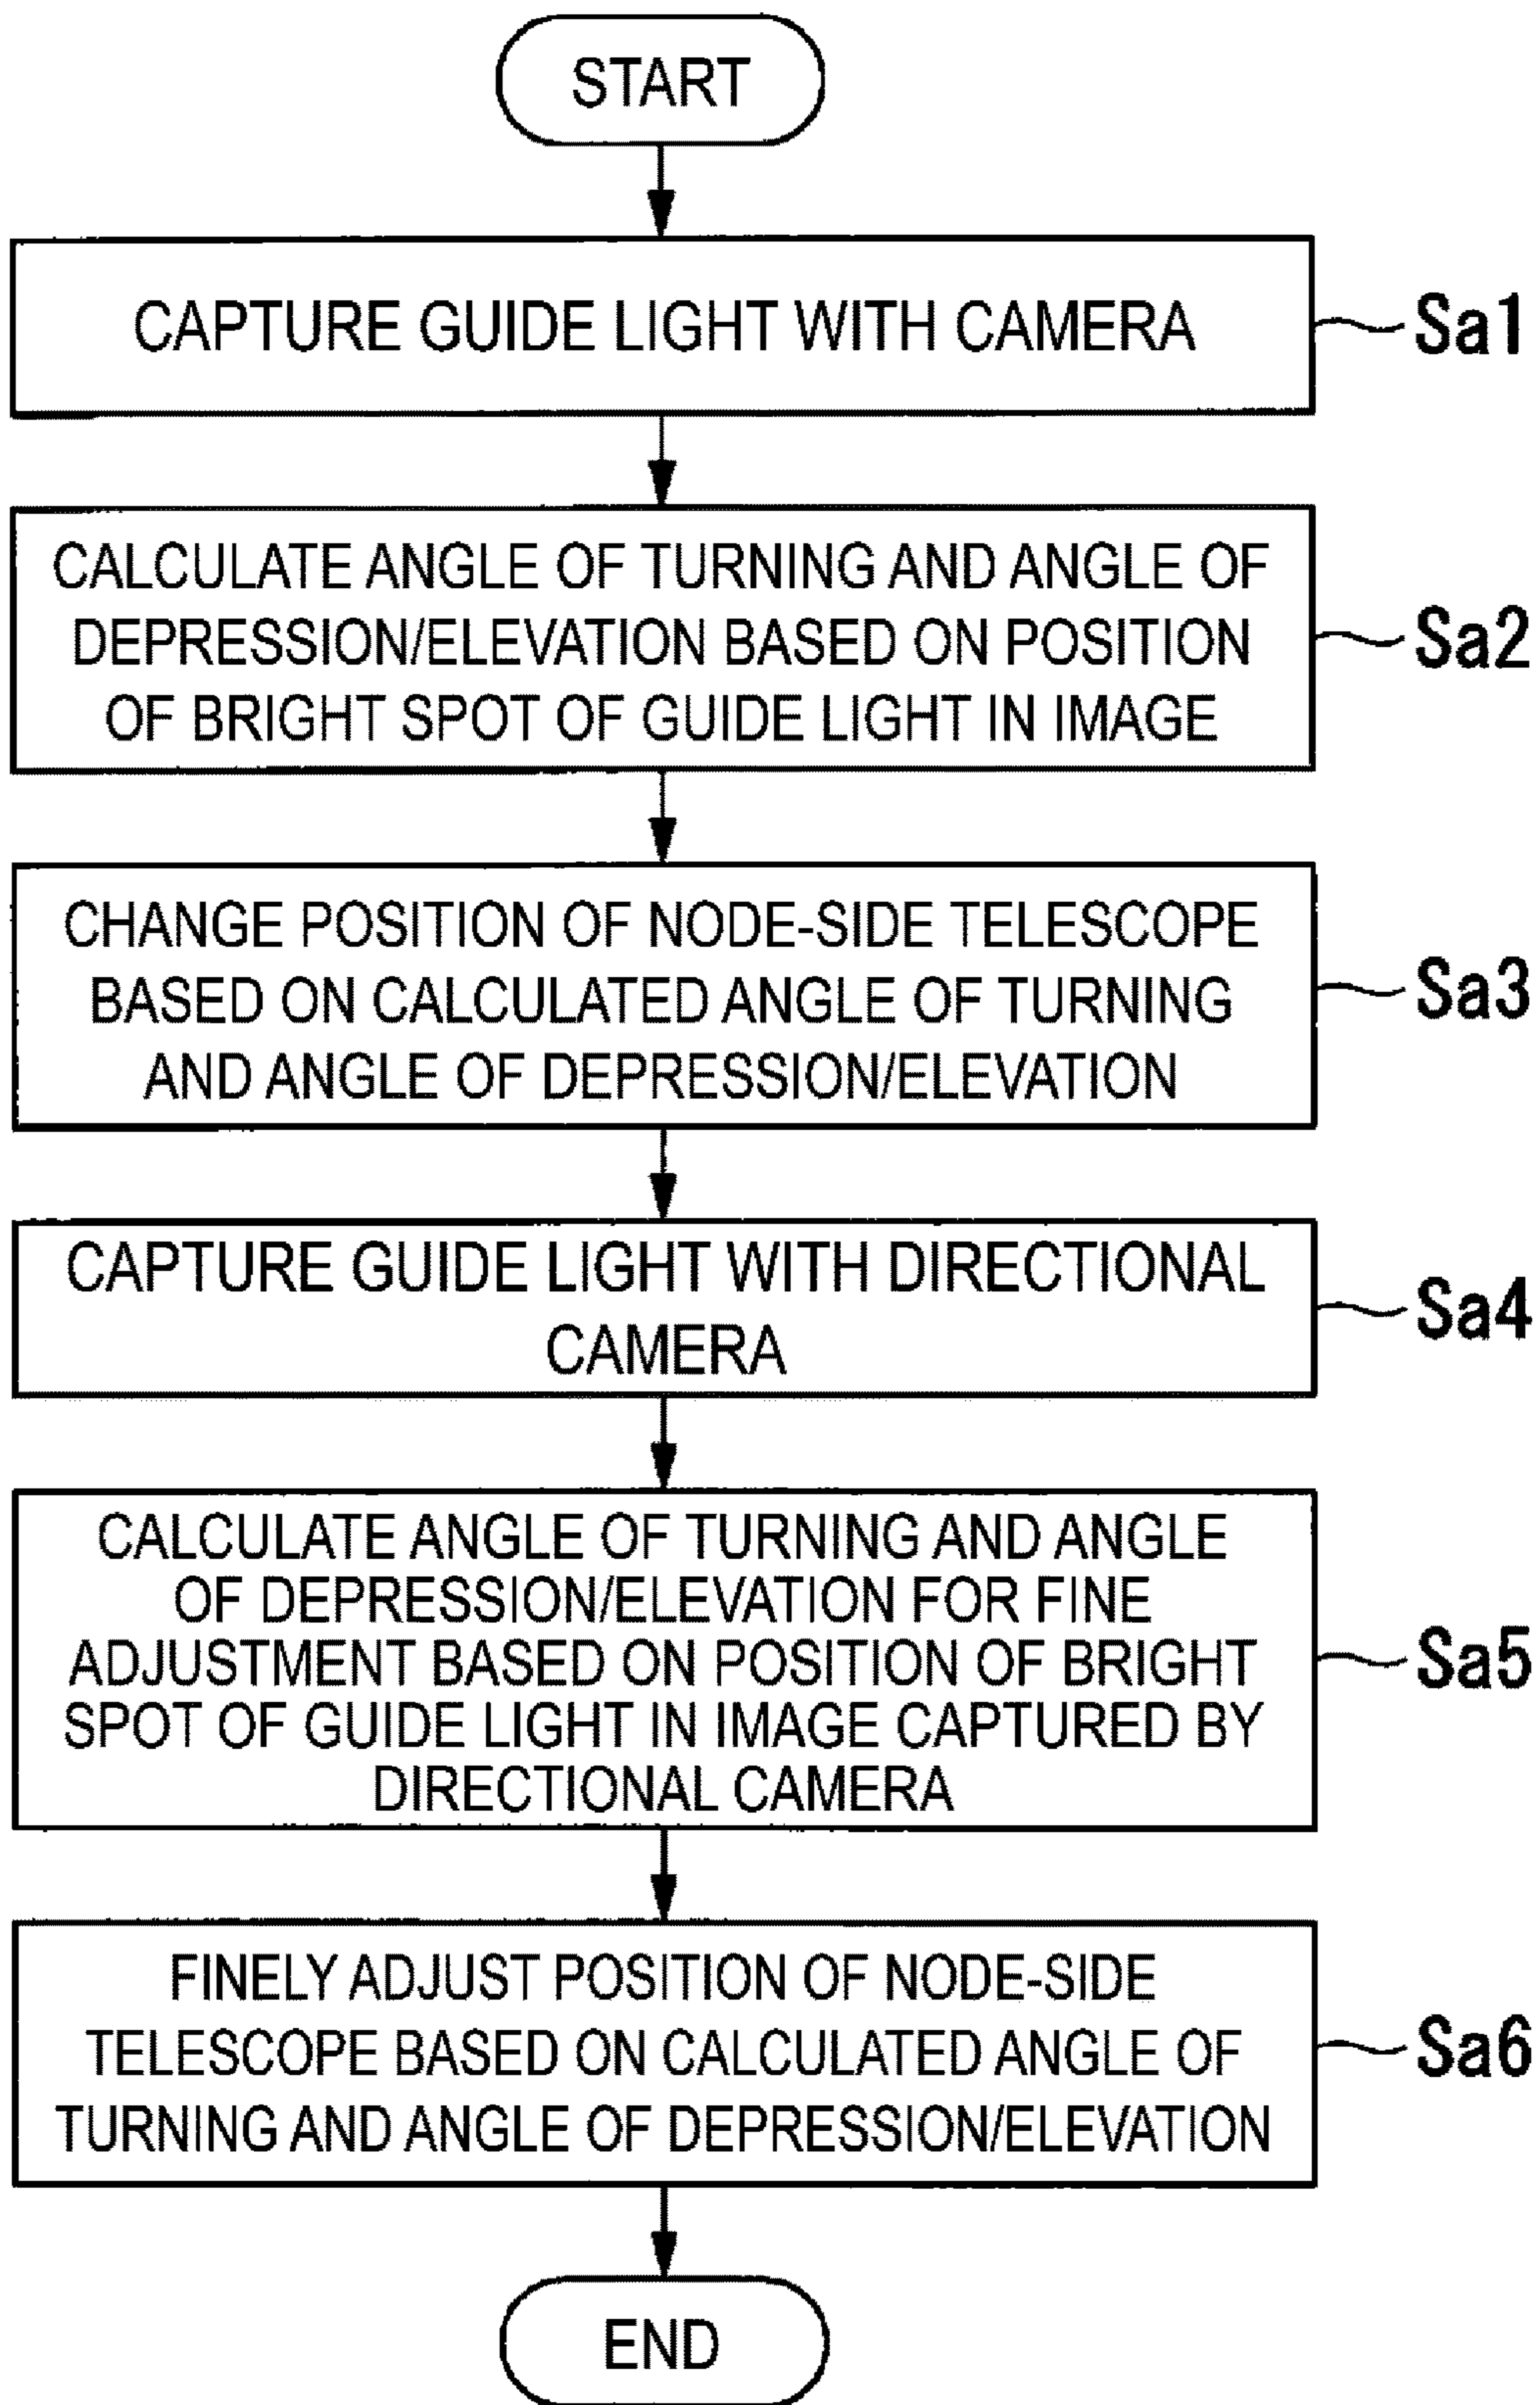 START
CAPTURE GUIDE LIGHT WITH CAMERA
Sa1
CALCULATE ANGLE OF TURNING AND ANGLE OF
DEPRESSION/ELEVATION BASED ON POSITION
OF BRIGHT SPOT OF GUIDE LIGHT IN IMAGE
Sa2
CHANGE POSITION OF NODE-SIDE TELESCOPE
BASED ON CALCULATED ANGLE OF TURNING
AND ANGLE OF DEPRESSION/ELEVATION
Sa3
CAPTURE GUIDE LIGHT WITH DIRECTIONAL
CAMERA
Sa4
CALCULATE ANGLE OF TURNING AND ANGLE
OF DEPRESSION/ELEVATION FOR FINE
ADJUSTMENT BASED ON POSITION OF BRIGHT
SPOT OF GUIDE LIGHT IN IMAGE CAPTURED BY
DIRECTIONAL CAMERA
Sa5
FINELY ADJUST POSITION OF NODE-SIDE
TELESCOPE BASED ON CALCULATED ANGLE OF
TURNING AND ANGLE OF DEPRESSION/ELEVATION
Sa6
END